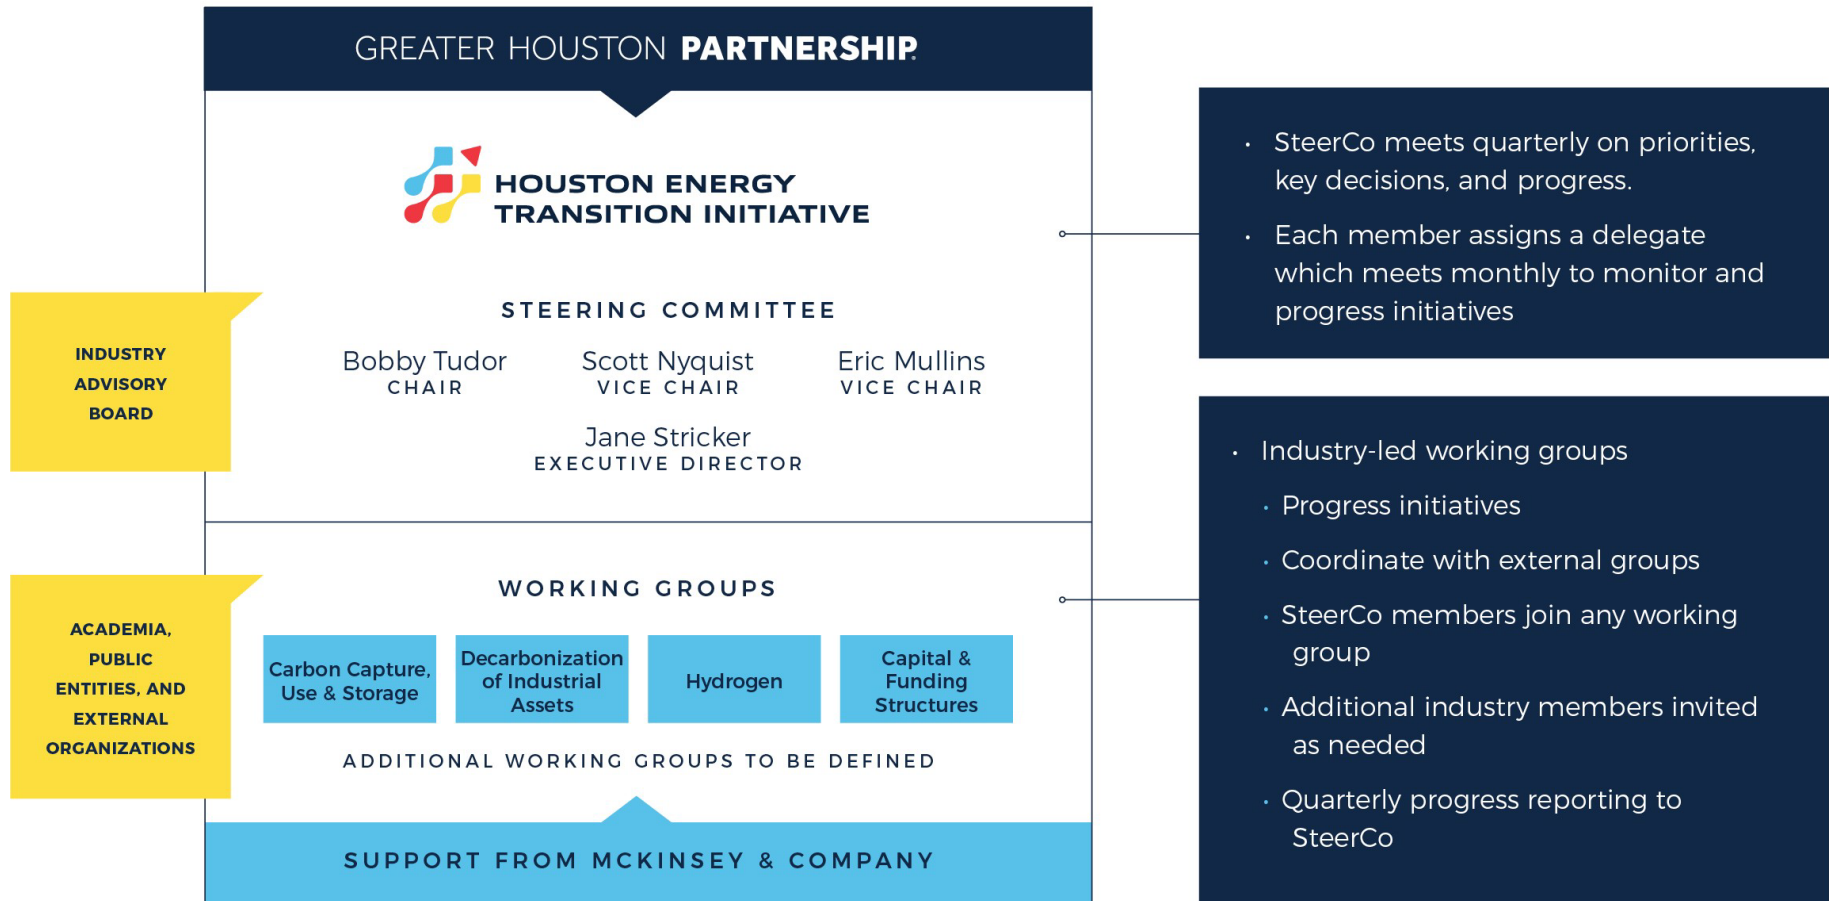 GREATER HOUSTON PARTNERSHIP
HOUSTON ENERGY
TRANSITION INITIATIVE
STEERING COMMITTEE
Bobby Tudor
CHAIR
Scott Nyquist
VICE CHAIR
Eric Mullins
VICE CHAIR
Jane Stricker
EXECUTIVE DIRECTOR
INDUSTRY
ADVISORY
BOARD
• SteerCo meets quarterly on priorities,
key decisions, and progress.
• Each member assigns a delegate
which meets monthly to monitor and
progress initiatives
WORKING GROUPS
Carbon Capture,
Use & Storage
Decarbonization
of Industrial
Assets
Hydrogen
Capital &
Funding
Structures
ADDITIONAL WORKING GROUPS TO BE DEFINED
ACADEMIA,
PUBLIC
ENTITIES, AND
EXTERNAL
ORGANIZATIONS
• Industry-led working groups
• Progress initiatives
• Coordinate with external groups
• SteerCo members join any working
group
• Additional industry members invited
as needed
• Quarterly progress reporting to
SteerCo
SUPPORT FROM MCKINSEY & COMPANY